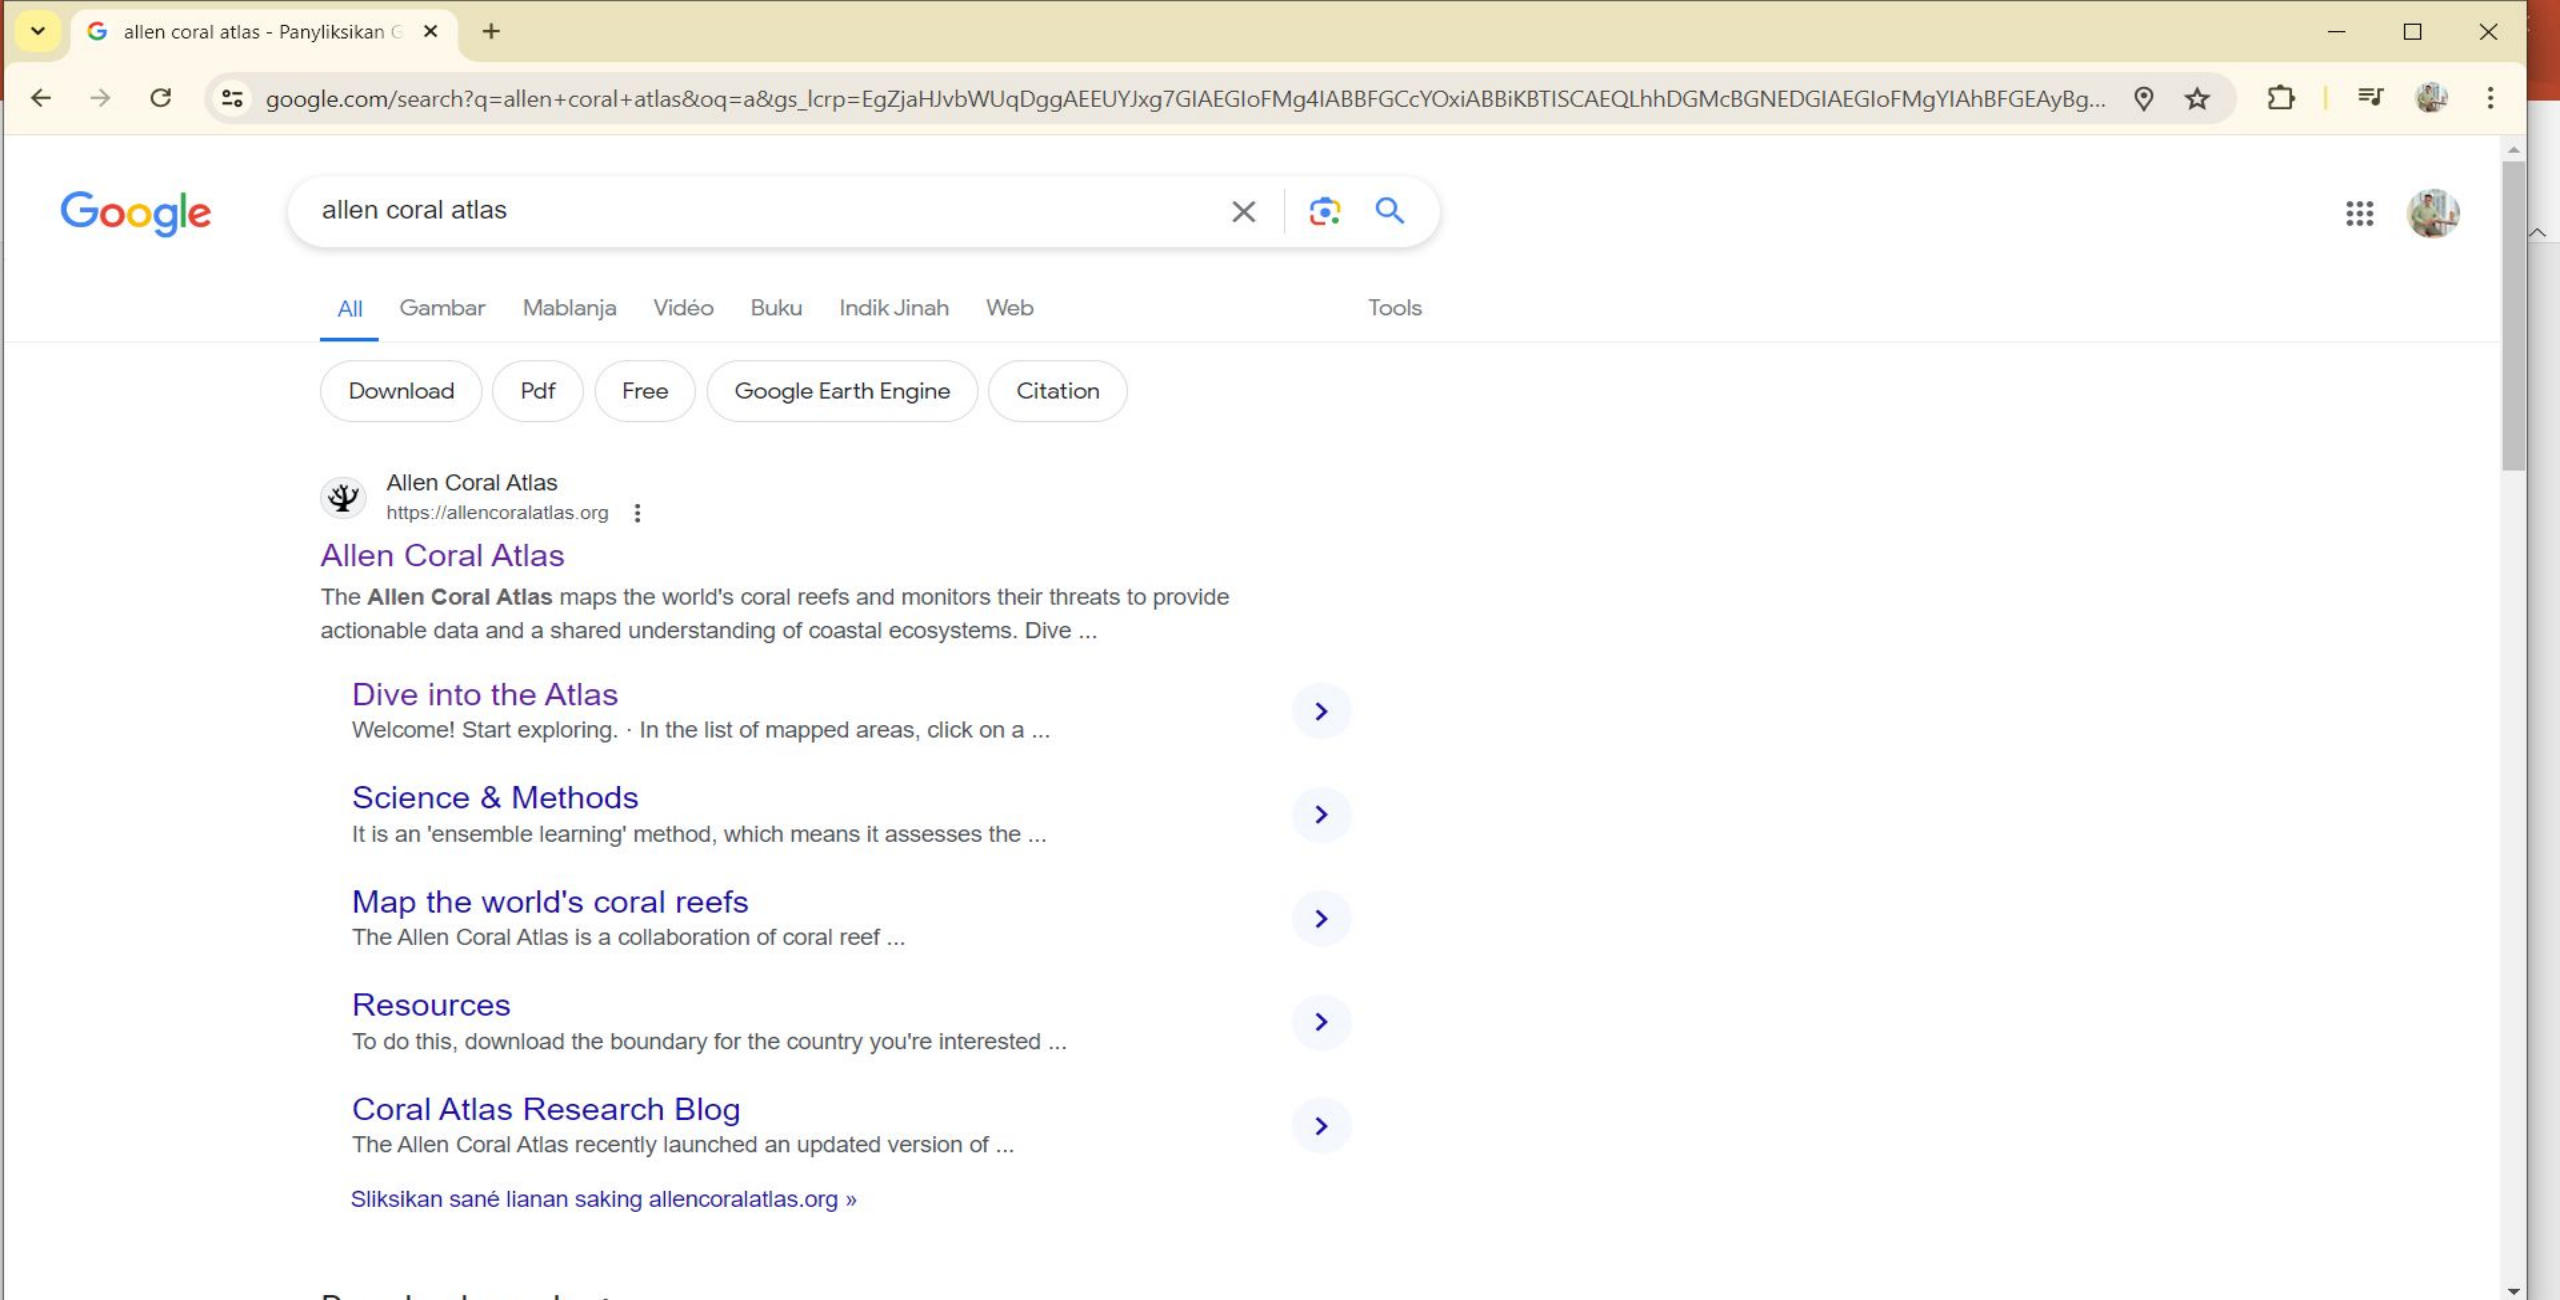 allen coral atlas - Panyliksikan G
google.com/search?q=allen+coral+atlas&oq=a&gs_lcrp=EgZjaHJvbWUqDggAEEUYJxg7GIAEGIoFMg4IABBFGCcYOxiABBiKBTISCAEQLhhDGMcBGNEDGIAEGIoFMgYIAhBFGEAyBg...
Google
allen coral atlas
All Gambar Mablanja Vidéo Buku Indik Jinah Web Tools
Download Pdf Free Google Earth Engine Citation
Allen Coral Atlas
https://allencoralatlas.org
Allen Coral Atlas
The Allen Coral Atlas maps the world's coral reefs and monitors their threats to provide
actionable data and a shared understanding of coastal ecosystems. Dive ...
Dive into the Atlas
Welcome! Start exploring. · In the list of mapped areas, click on a ...
Science & Methods
It is an 'ensemble learning' method, which means it assesses the ...
Map the world's coral reefs
The Allen Coral Atlas is a collaboration of coral reef ...
Resources
To do this, download the boundary for the country you're interested ...
Coral Atlas Research Blog
The Allen Coral Atlas recently launched an updated version of ...
Sliksikan sané lianan saking allencoralatlas.org »